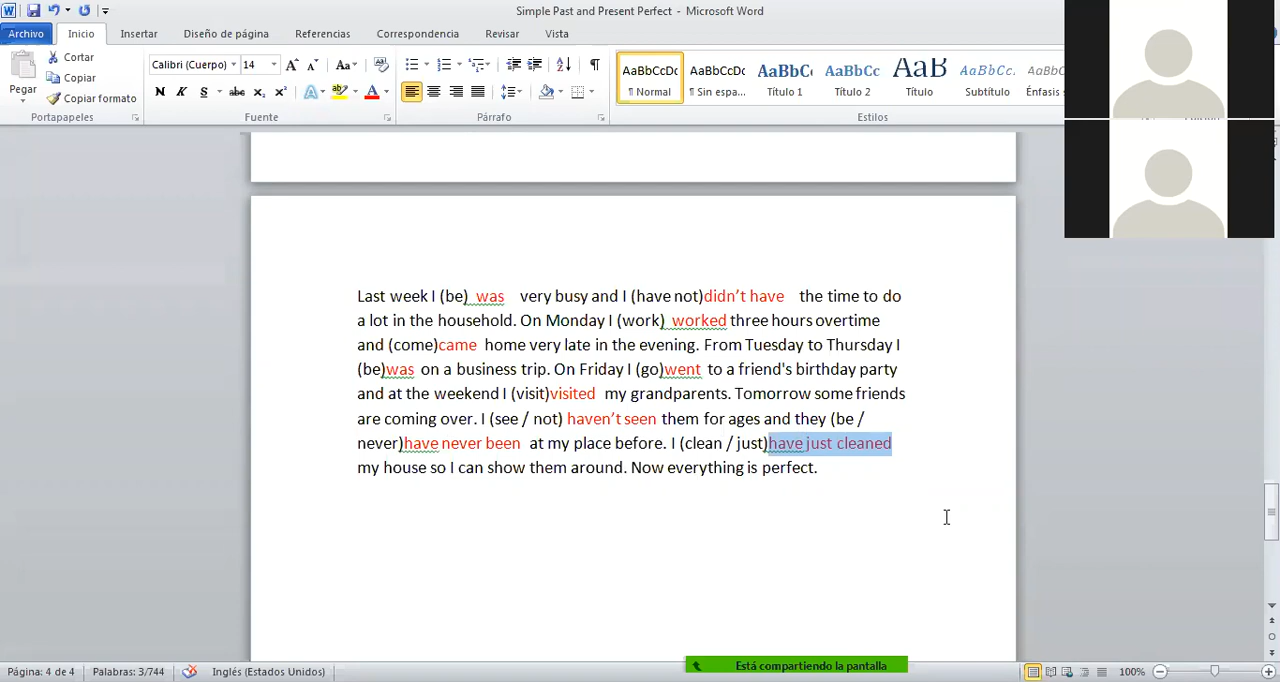 Simple Past and Present Perfect - Microsoft Word
Archivo Inicio Insertar Diseño de página Referencias Correspondencia Revisar Vista
Cortar
Copiar
Copiar formato
Pegar
Portapapeles
Calibri (Cuerpo) 14
Fuente
Párrafo
AaBbCcDc AaBbCcDc AaBbC AaBbCc AaB AaBbCc. AaBbC
¶ Normal ¶ Sin espa... Título 1 Título 2 Título Subtítulo Énfasis
Estilos
Last week I (be) was very busy and I (have not)didn't have the time to do
a lot in the household. On Monday I (work) worked three hours overtime
and (come)came home very late in the evening. From Tuesday to Thursday I
(be)was on a business trip. On Friday I (go)went to a friend's birthday party
and at the weekend I (visit)visited my grandparents. Tomorrow some friends
are coming over. I (see / not) haven't seen them for ages and they (be /
never)have never been at my place before. I (clean / just)have just cleaned
my house so I can show them around. Now everything is perfect.
Está compartiendo la pantalla
Página: 4 de 4 Palabras: 3/744 Inglés (Estados Unidos) 100%